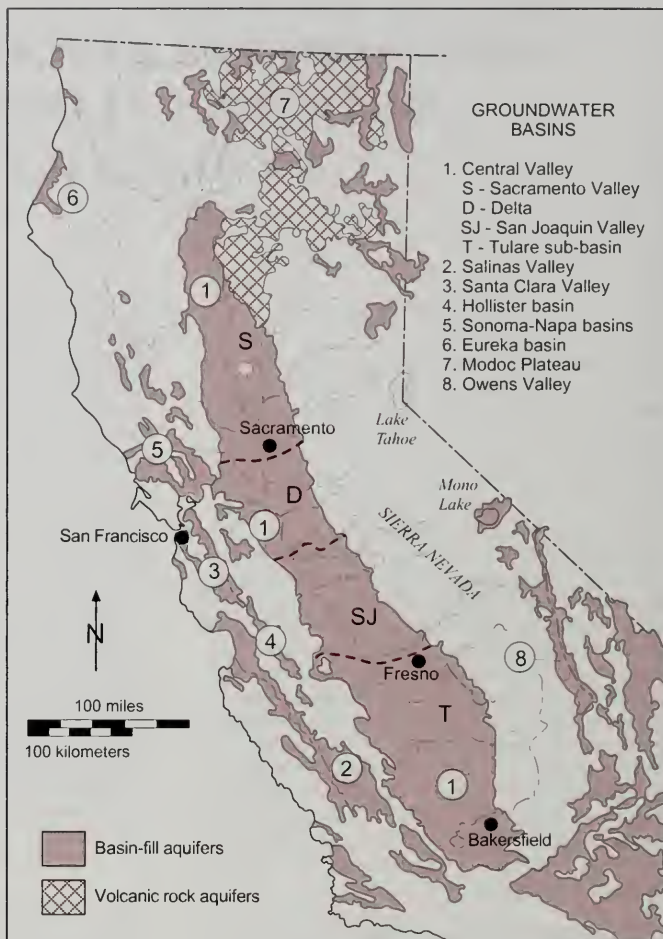 GROUNDWATER
BASINS
1. Central Valley
S - Sacramento Valley
D - Delta
SJ - San Joaquin Valley
T - Tulare sub-basin
2. Salinas Valley
3. Santa Clara Valley
4. Hollister basin
5. Sonoma-Napa basins
6. Eureka basin
7. Modoc Plateau
8. Owens Valley
7
6
1
S
Sacramento
Lake
Tahoe
5
D
Mono
Lake
1
San Francisco
SIERRA NEVADA
3
SJ
4
N
Fresno
8
T
100 miles
100 kilometers
2
1
Bakersfield
Basin-fill aquifers
Volcanic rock aquifers